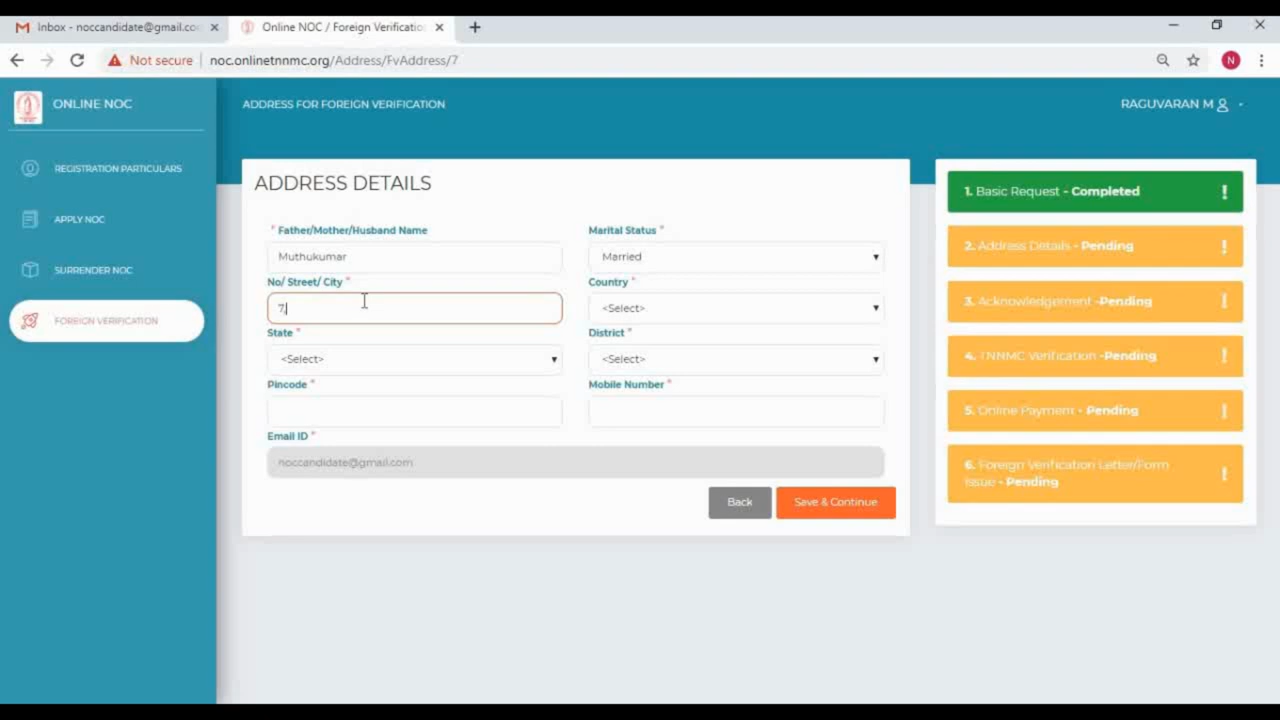 Inbox - noccandidate@gmail.co
Online NOC / Foreign Verificatio
Not secure
noc.onlinetnnmc.org/Address/FvAddress/7
N
ONLINE NOC
ADDRESS FOR FOREIGN VERIFICATION
RAGUVARAN M
REGISTRATION PARTICULARS
APPLY NOC
SURRENDER NOC
FOREIGN VERIFICATION
ADDRESS DETAILS
* Father/Mother/Husband Name
Marital Status *
Muthukumar
Married
No/ Street/ City *
Country *
7,
<Select>
State *
District *
<Select>
<Select>
Pincode *
Mobile Number *
Email ID *
noccandidate@gmail.com
Back
Save & Continue
1. Basic Request - Completed
2. Address Details - Pending
3. Acknowledgement -Pending
4. TNNMC Verification -Pending
5. Online Payment - Pending
6. Foreign Verification Letter/Form
Issue - Pending